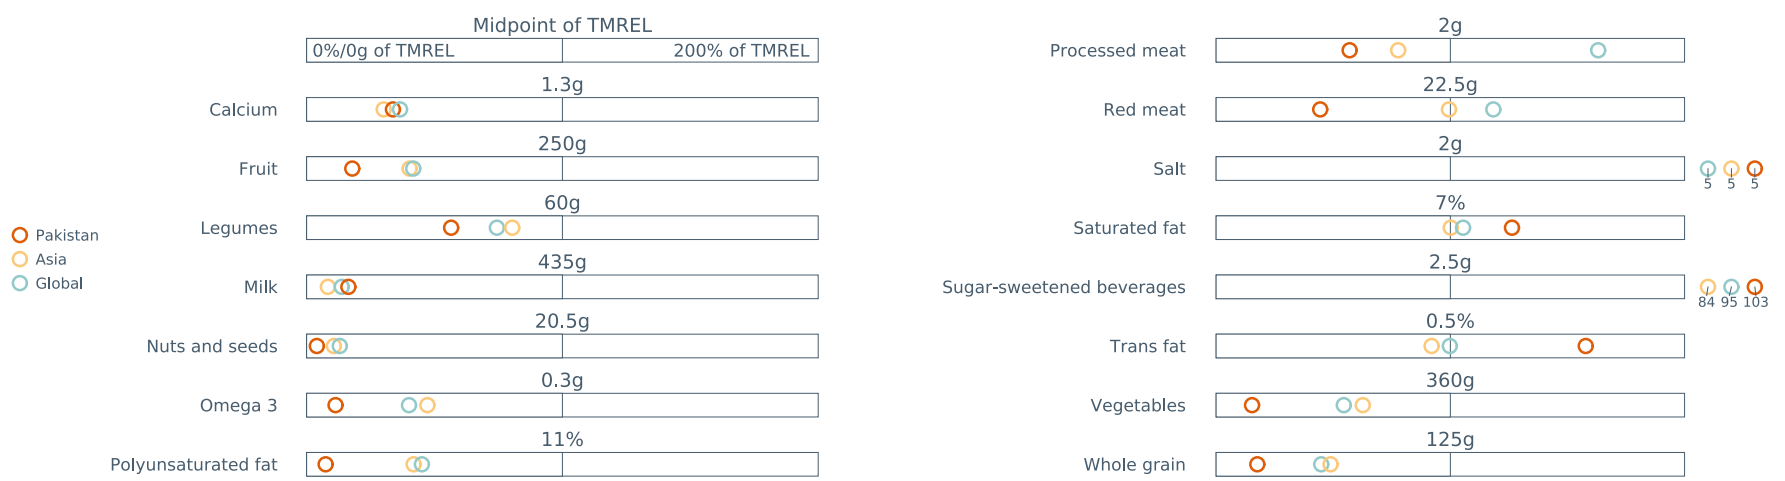 Midpoint of TMREL
0%/0g of TMREL 200% of TMREL
1.3g
Calcium
250g
Fruit
60g
Legumes
435g
Milk
20.5g
Nuts and seeds
0.3g
Omega 3
11%
Polyunsaturated fat
Pakistan
Asia
Global
2g
Processed meat
22.5g
Red meat
2g
Salt
5 5 5
7%
Saturated fat
2.5g
Sugar-sweetened beverages
84 95 103
0.5%
Trans fat
360g
Vegetables
125g
Whole grain